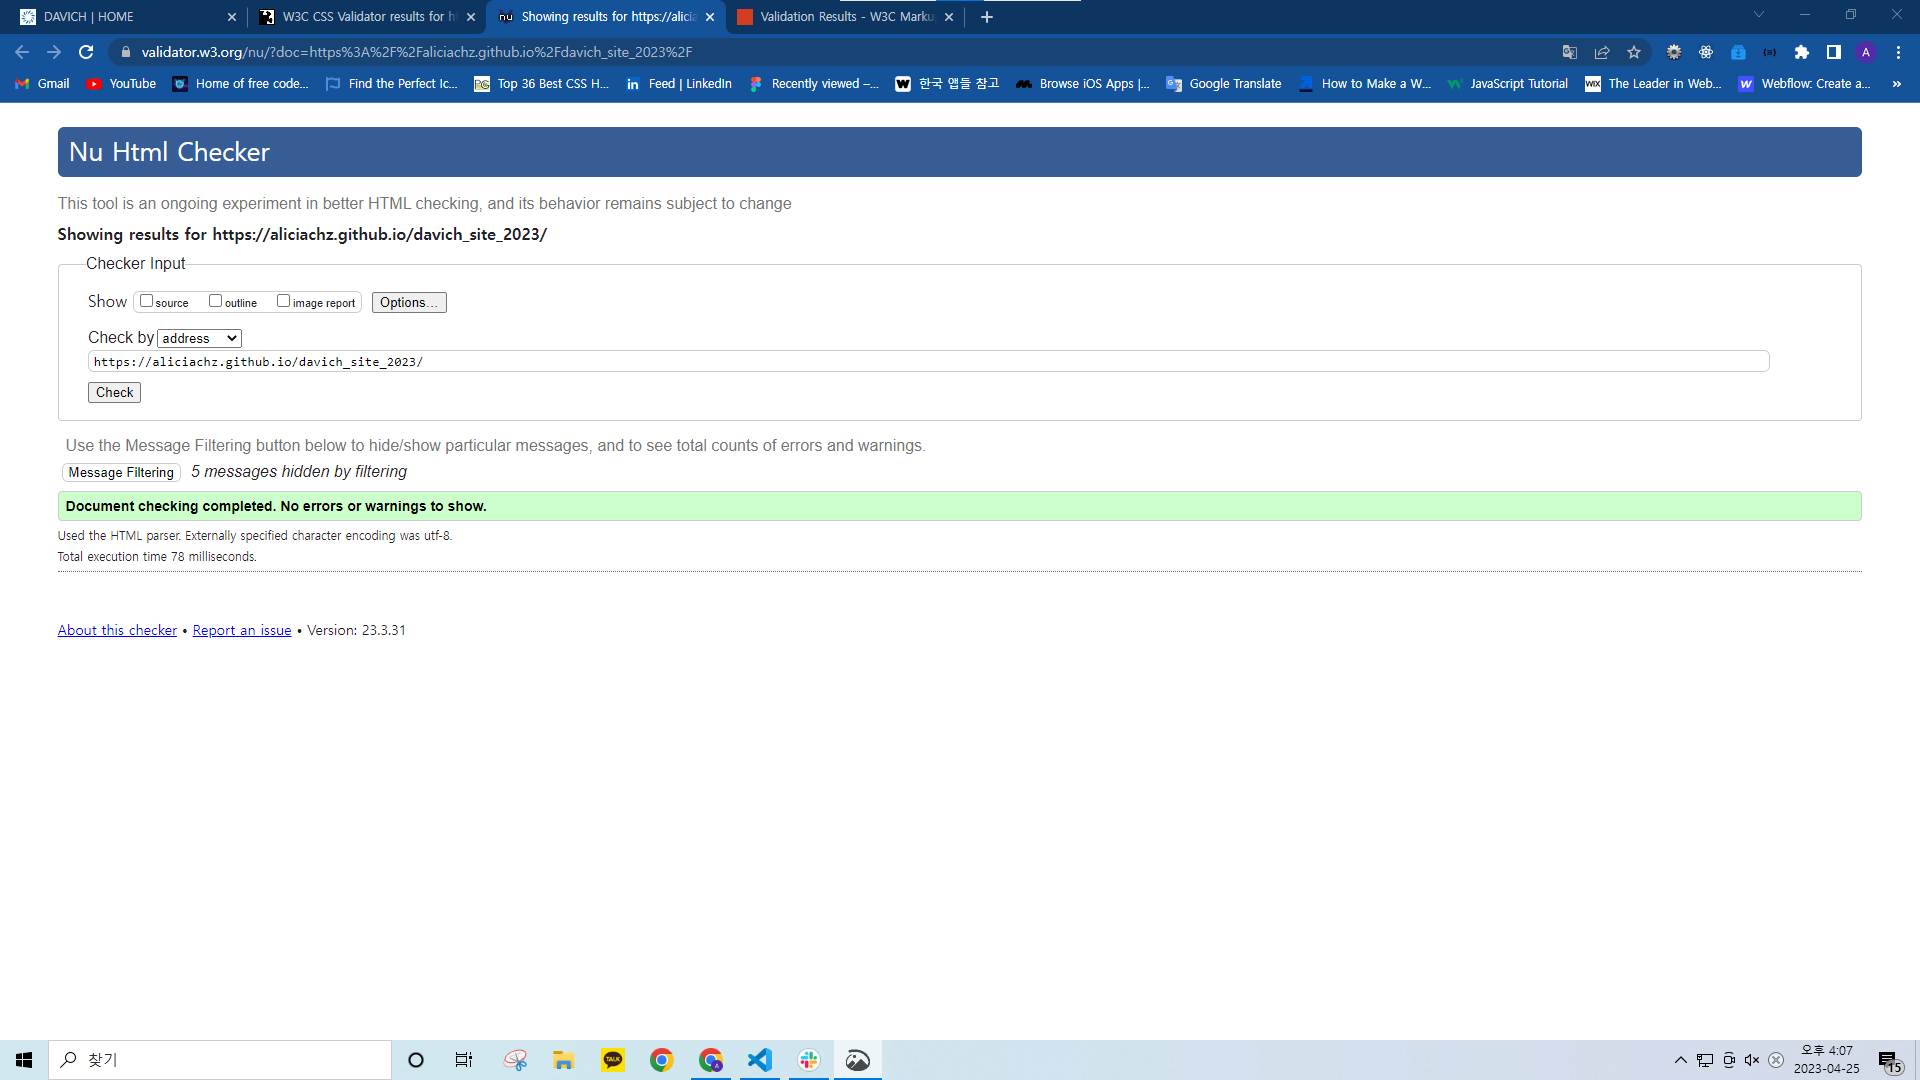 DAVICH | HOME
W3C CSS Validator results for h
Showing results for https://alicia
Validation Results - W3C Marku
validator.w3.org/nu/?doc=https%3A%2F%2Faliciachz.github.io%2Fdavich_site_2023%2F
A
Gmail
YouTube
Home of free code...
Find the Perfect Ic...
Top 36 Best CSS H...
Feed | LinkedIn
Recently viewed –...
한국 앱들 참고
Browse iOS Apps |...
Google Translate
How to Make a W...
JavaScript Tutorial
The Leader in Web...
Webflow: Create a...
»
Nu Html Checker
This tool is an ongoing experiment in better HTML checking, and its behavior remains subject to change
Showing results for https://aliciachz.github.io/davich_site_2023/
Checker Input
Show source outline image report Options...
Check by address
https://aliciachz.github.io/davich_site_2023/
Check
Use the Message Filtering button below to hide/show particular messages, and to see total counts of errors and warnings.
Message Filtering 5 messages hidden by filtering
Document checking completed. No errors or warnings to show.
Used the HTML parser. Externally specified character encoding was utf-8.
Total execution time 78 milliseconds.
About this checker • Report an issue • Version: 23.3.31
찾기
TALK
오후 4:07
2023-04-25
15